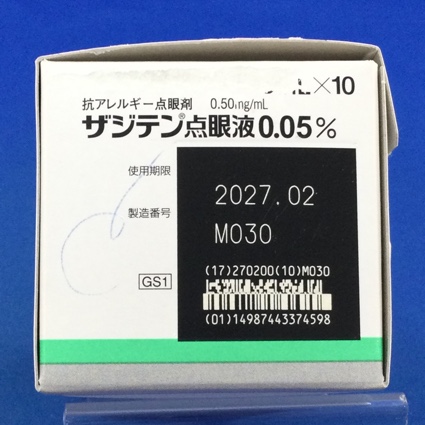 ×10
抗アレルギー点眼剤 0.50mg/mL
ザジテン®点眼液0.05%
使用期限
2027.02
製造番号
M030
(17)270200(10)M030
GS1
(01)14987443374598